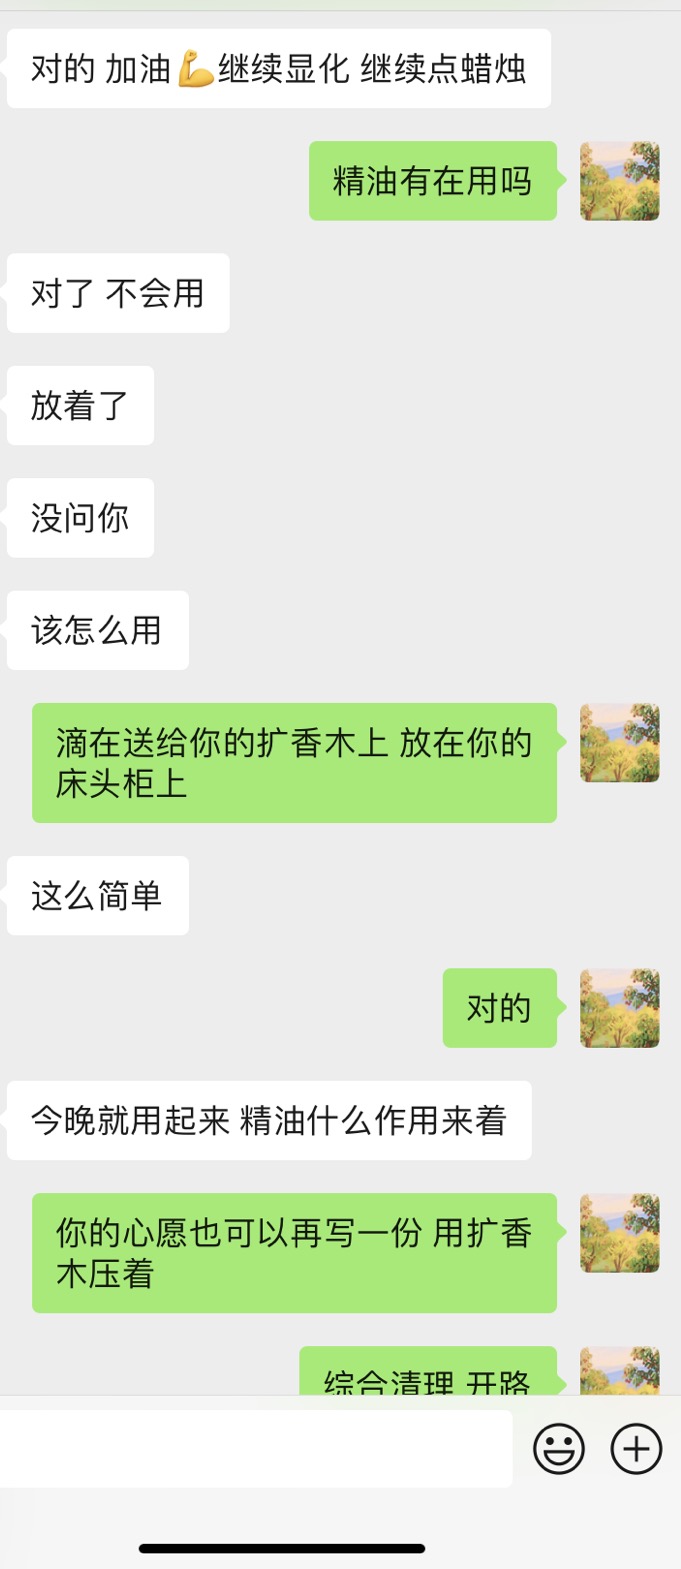 对的 加油💪继续显化 继续点蜡烛
精油有在用吗
对了 不会用
放着了
没问你
该怎么用
滴在送给你的扩香木上 放在你的
床头柜上
这么简单
对的
今晚就用起来 精油什么作用来着
你的心愿也可以再写一份 用扩香
木压着
综合清理 开路